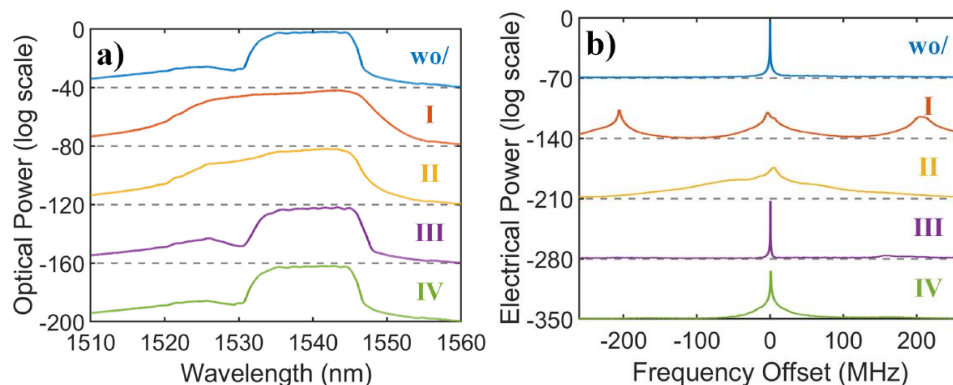 a)
Optical Power (log scale)
0
-40
-80
-120
-160
-200
wo/
I
II
III
IV
1510 1520 1530 1540 1550 1560
Wavelength (nm)
b)
Electrical Power (log scale)
0
-70
-140
-210
-280
-350
wo/
I
II
III
IV
-200 -100 0 100 200
Frequency Offset (MHz)